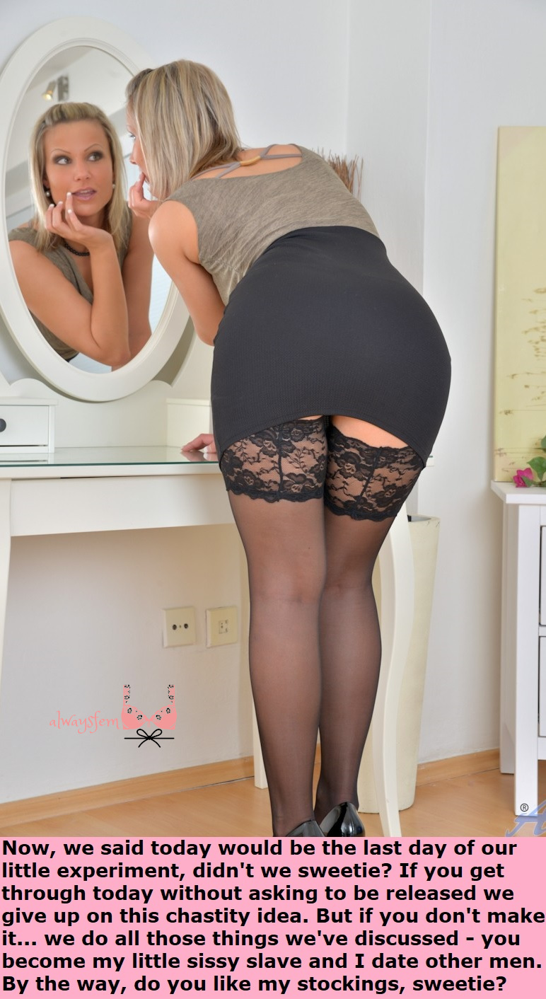 alwaysfem
®
Now, we said today would be the last day of our
little experiment, didn't we sweetie? If you get
through today without asking to be released we
give up on this chastity idea. But if you don't make
it... we do all those things we've discussed - you
become my little sissy slave and I date other men.
By the way, do you like my stockings, sweetie?